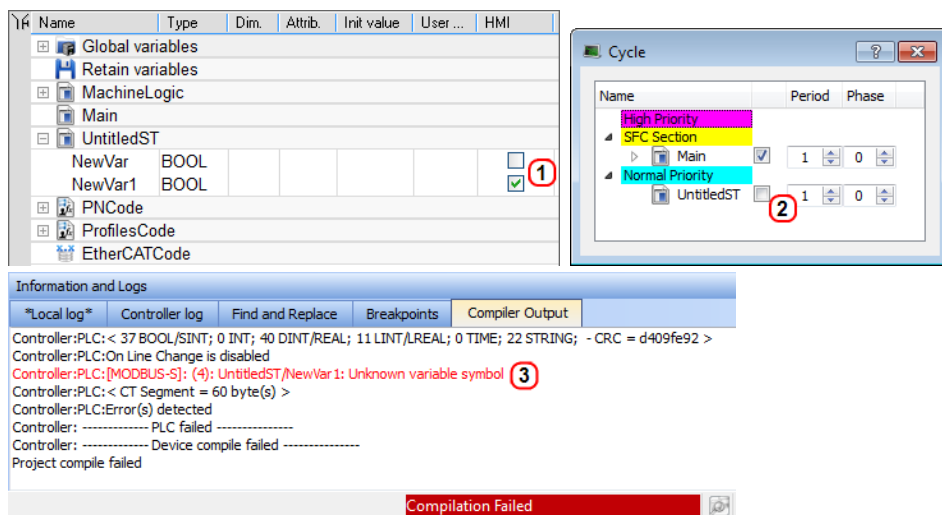 Name Type Dim. Attrib. Init value User ... HMI
Global variables
Retain variables
MachineLogic
Main
UntitledST
NewVar BOOL
NewVar1 BOOL
1
PNCode
ProfilesCode
EtherCATCode
Cycle
Name Period Phase
High Priority
SFC Section
Main 1 0
Normal Priority
UntitledST 1 0
2
Information and Logs
*Local log* Controller log Find and Replace Breakpoints Compiler Output
Controller:PLC:< 37 BOOL/SINT; 0 INT; 40 DINT/REAL; 11 LINT/LREAL; 0 TIME; 22 STRING; - CRC = d409fe92 >
Controller:PLC:On Line Change is disabled
Controller:PLC:[MODBUS-S]: (4): UntitledST/NewVar1: Unknown variable symbol 3
Controller:PLC:< CT Segment = 60 byte(s) >
Controller:PLC:Error(s) detected
Controller: ------------- PLC failed ---------------
Controller: ------------- Device compile failed ---------------
Project compile failed
Compilation Failed